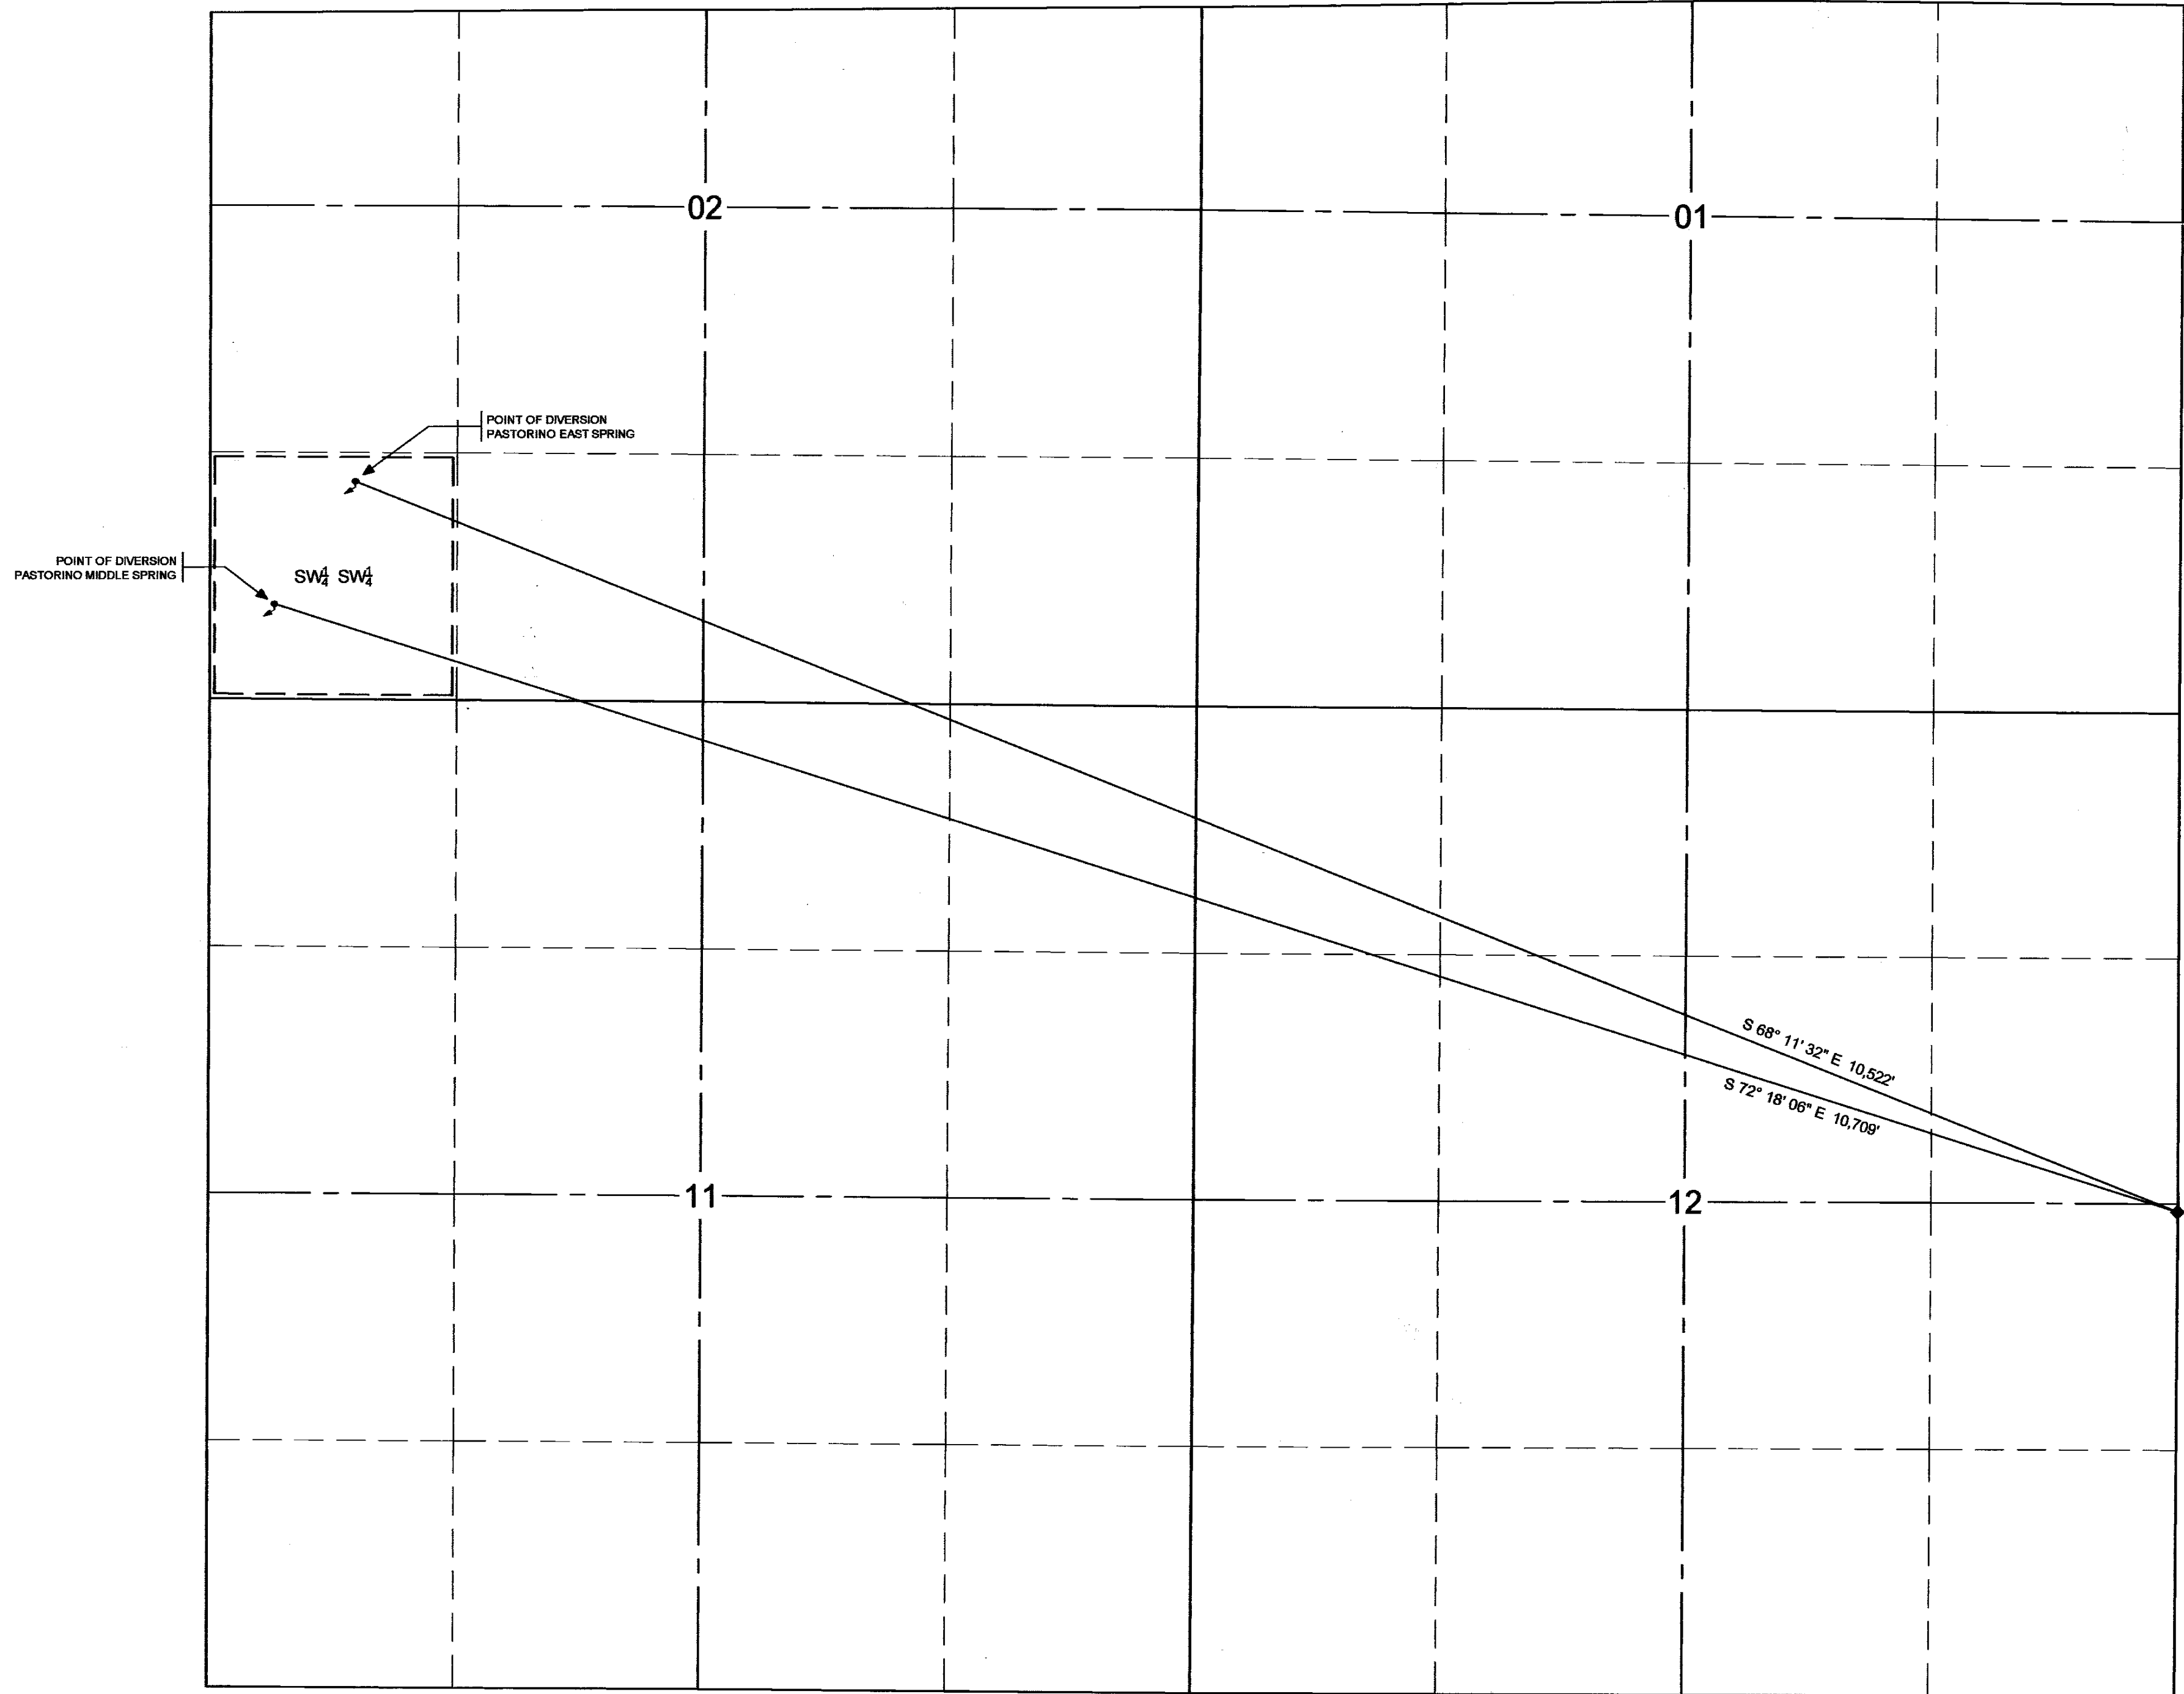 02
01
POINT OF DIVERSION
PASTORINO EAST SPRING
POINT OF DIVERSION
PASTORINO MIDDLE SPRING
SW¼ SW¼
S 68° 11' 32" E 10,522'
S 72° 18' 06" E 10,709'
11
12